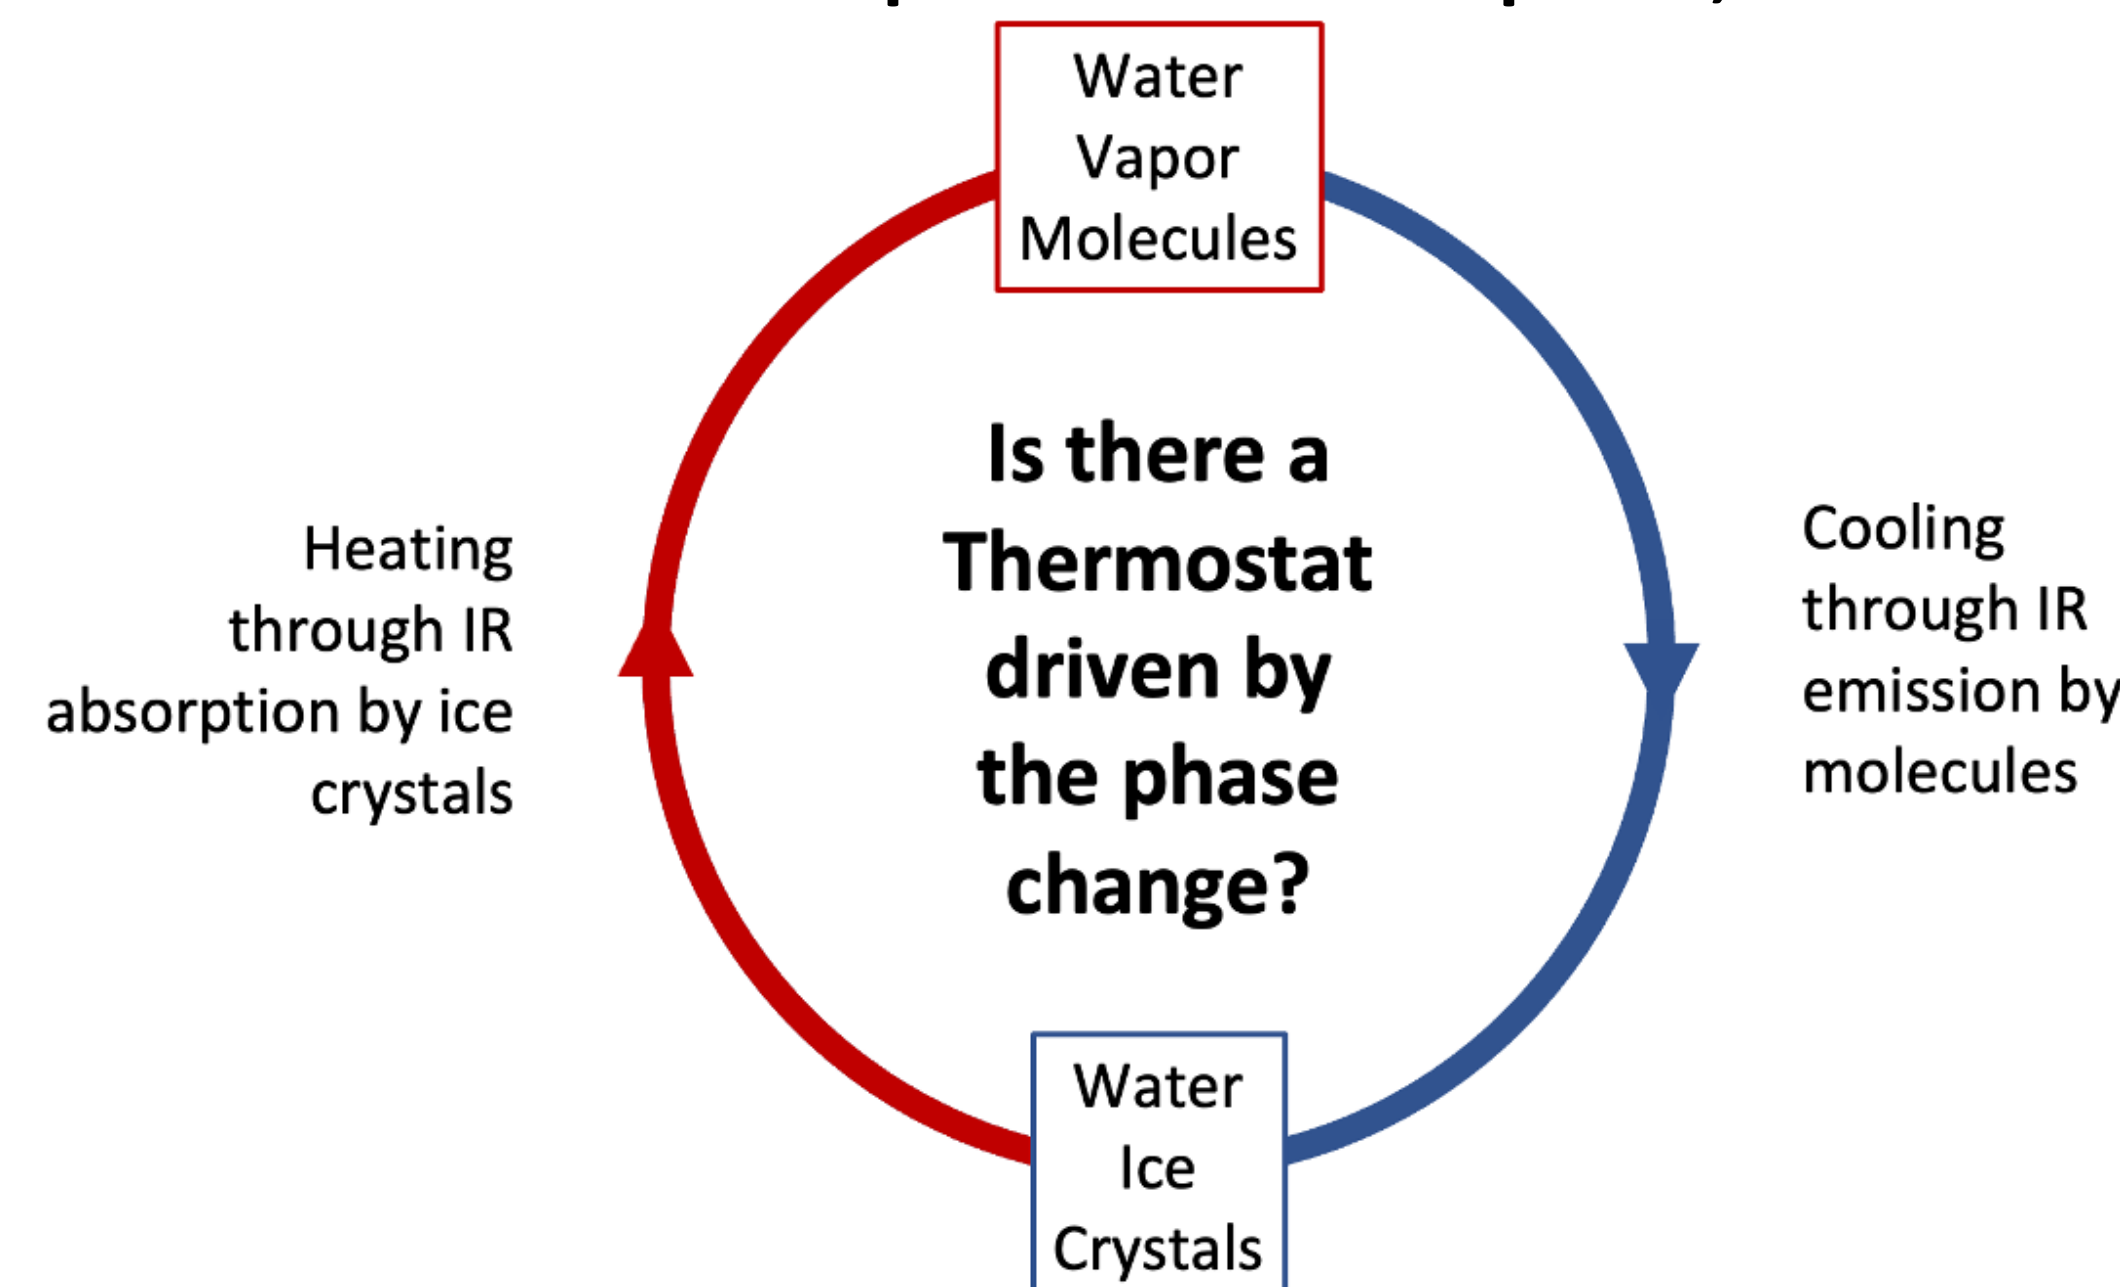 Water
Vapor
Molecules
Is there a
Thermostat
driven by
the phase
change?
Heating
through IR
absorption by ice
crystals
Cooling
through IR
emission by
molecules
Water
Ice
Crystals